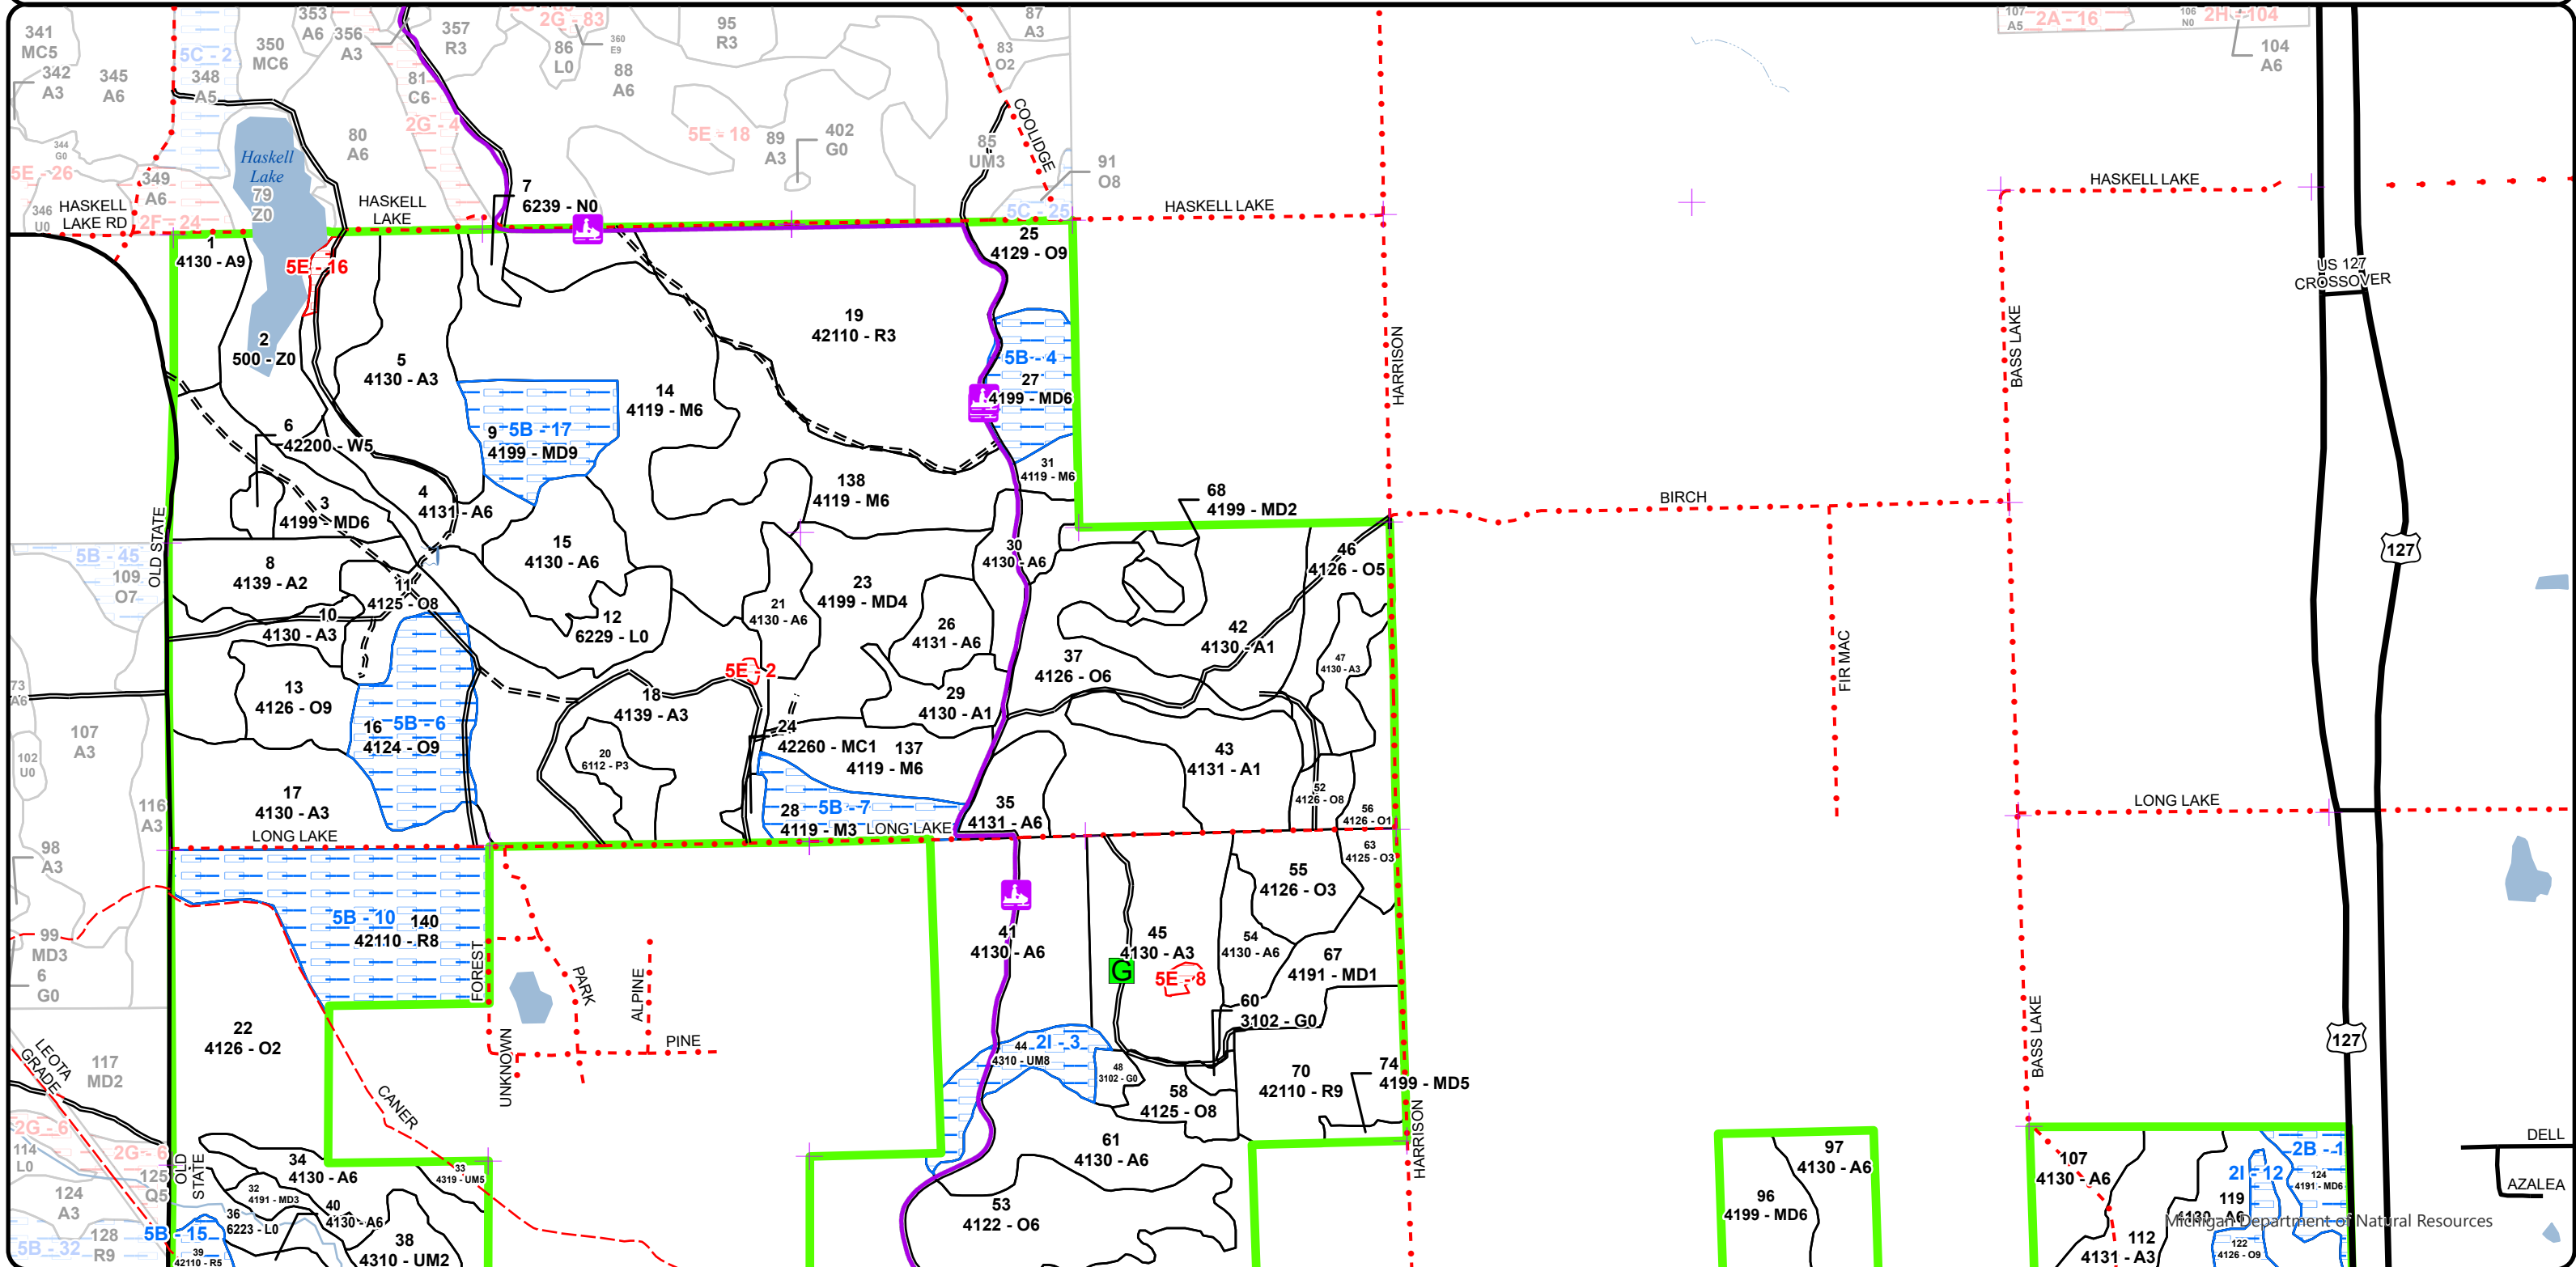 341
MC5
342
A3
345
A6
5C - 2
348
A5
350
MC6
353
A6
356
A3
357
R3
2G - 83
86
L0
360
E9
88
A6
95
R3
87
A3
83
O2
107
A5
2A - 16
106
N0
2H - 104
104
A6
81
C6
2G - 4
80
A6
344
G0
5E - 26
349
A6
346
U0
2F - 24
Haskell
Lake
79
Z0
5E - 18
89
A3
402
G0
85
UM3
COOLIDGE
91
O8
5C - 25
HASKELL
LAKE RD
HASKELL
LAKE
7
6239 - N0
HASKELL LAKE
HASKELL LAKE
1
4130 - A9
5E - 16
25
4129 - O9
US 127
CROSSOVER
2
500 - Z0
5
4130 - A3
19
42110 - R3
5B - 4
27
4199 - MD6
HARRISON
BASS LAKE
14
4119 - M6
6
42200 - W5
9
5B - 17
4199 - MD9
31
4119 - M6
3
4199 - MD6
4
4131 - A6
138
4119 - M6
68
4199 - MD2
BIRCH
OLD STATE
5B - 45
109
O7
8
4139 - A2
15
4130 - A6
30
4130 - A6
46
4126 - O5
127
11
4125 - O8
10
4130 - A3
12
6229 - L0
21
4130 - A6
23
4199 - MD4
26
4131 - A6
42
4130 - A1
47
4130 - A3
37
4126 - O6
FIR MAC
73
A6
13
4126 - O9
16
5B - 6
4124 - O9
5E - 2
18
4139 - A3
29
4130 - A1
107
A3
102
U0
20
6112 - P3
24
42260 - MC1
137
4119 - M6
43
4131 - A1
116
A3
17
4130 - A3
28
5B - 7
4119 - M3
35
4131 - A6
52
4126 - O8
56
4126 - O1
LONG LAKE
LONG LAKE
LONG LAKE
98
A3
63
4125 - O3
55
4126 - O3
5B - 10
140
42110 - R8
99
MD3
6
G0
FOREST
PARK
ALPINE
PINE
UNKNOWN
41
4130 - A6
45
4130 - A3
G
5E - 8
54
4130 - A6
67
4191 - MD1
60
3102 - G0
22
4126 - O2
LEOTA
GRADE
117
MD2
CANER
44
2I - 3
4310 - UM8
48
3102 - G0
58
4125 - O8
70
42110 - R9
74
4199 - MD5
BASS LAKE
127
HARRISON
2G - 6
114
L0
2G - 6
125
Q5
124
A3
5B - 32
128
R9
OLD
STATE
34
4130 - A6
32
4191 - MD3
33
4319 - UM5
36
6223 - L0
40
4130 - A6
5B - 15
39
42110 - R5
38
4310 - UM2
61
4130 - A6
53
4122 - O6
97
4130 - A6
96
4199 - MD6
107
4130 - A6
2B - 1
2I - 12
124
4191 - MD6
119
4130 - A6
112
4131 - A3
122
4126 - O9
DELL
AZALEA
Michigan Department of Natural Resources